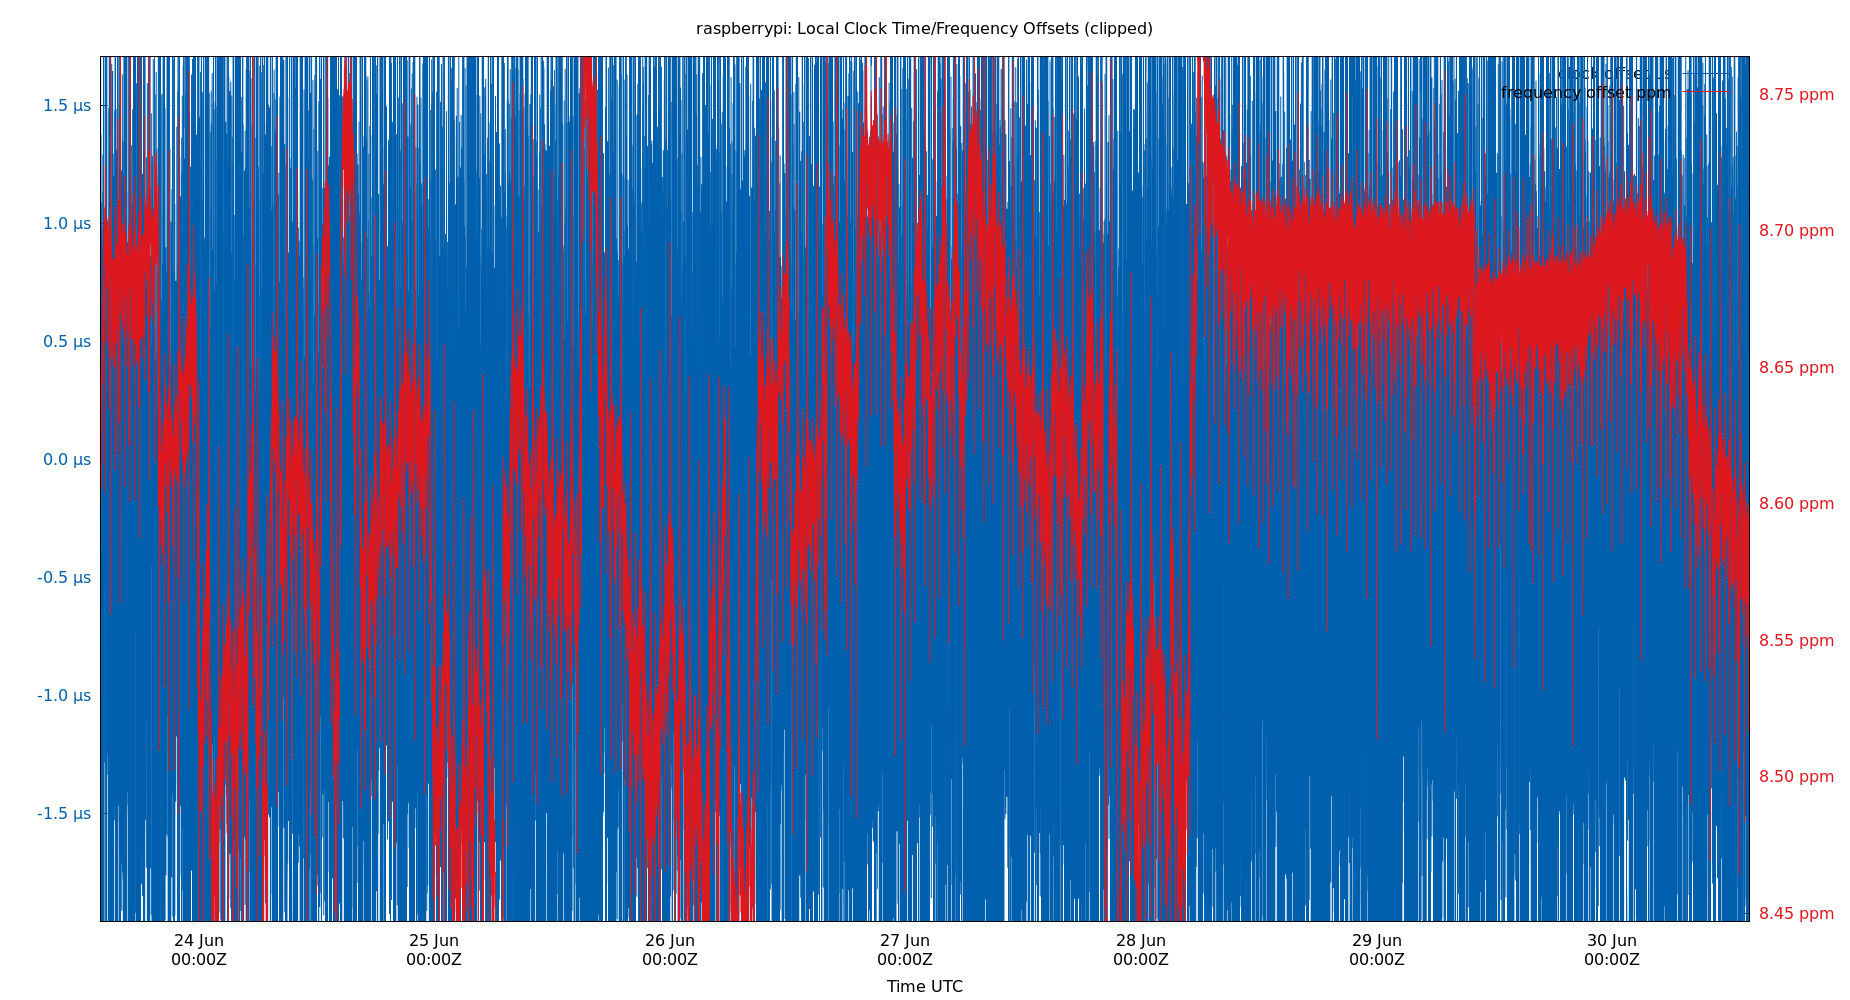 raspberrypi: Local Clock Time/Frequency Offsets (clipped)
clock offset µs
frequency offset ppm
1.5 µs
1.0 µs
0.5 µs
0.0 µs
-0.5 µs
-1.0 µs
-1.5 µs
8.75 ppm
8.70 ppm
8.65 ppm
8.60 ppm
8.55 ppm
8.50 ppm
8.45 ppm
24 Jun 25 Jun 26 Jun 27 Jun 28 Jun 29 Jun 30 Jun
00:00Z 00:00Z 00:00Z 00:00Z 00:00Z 00:00Z 00:00Z
Time UTC